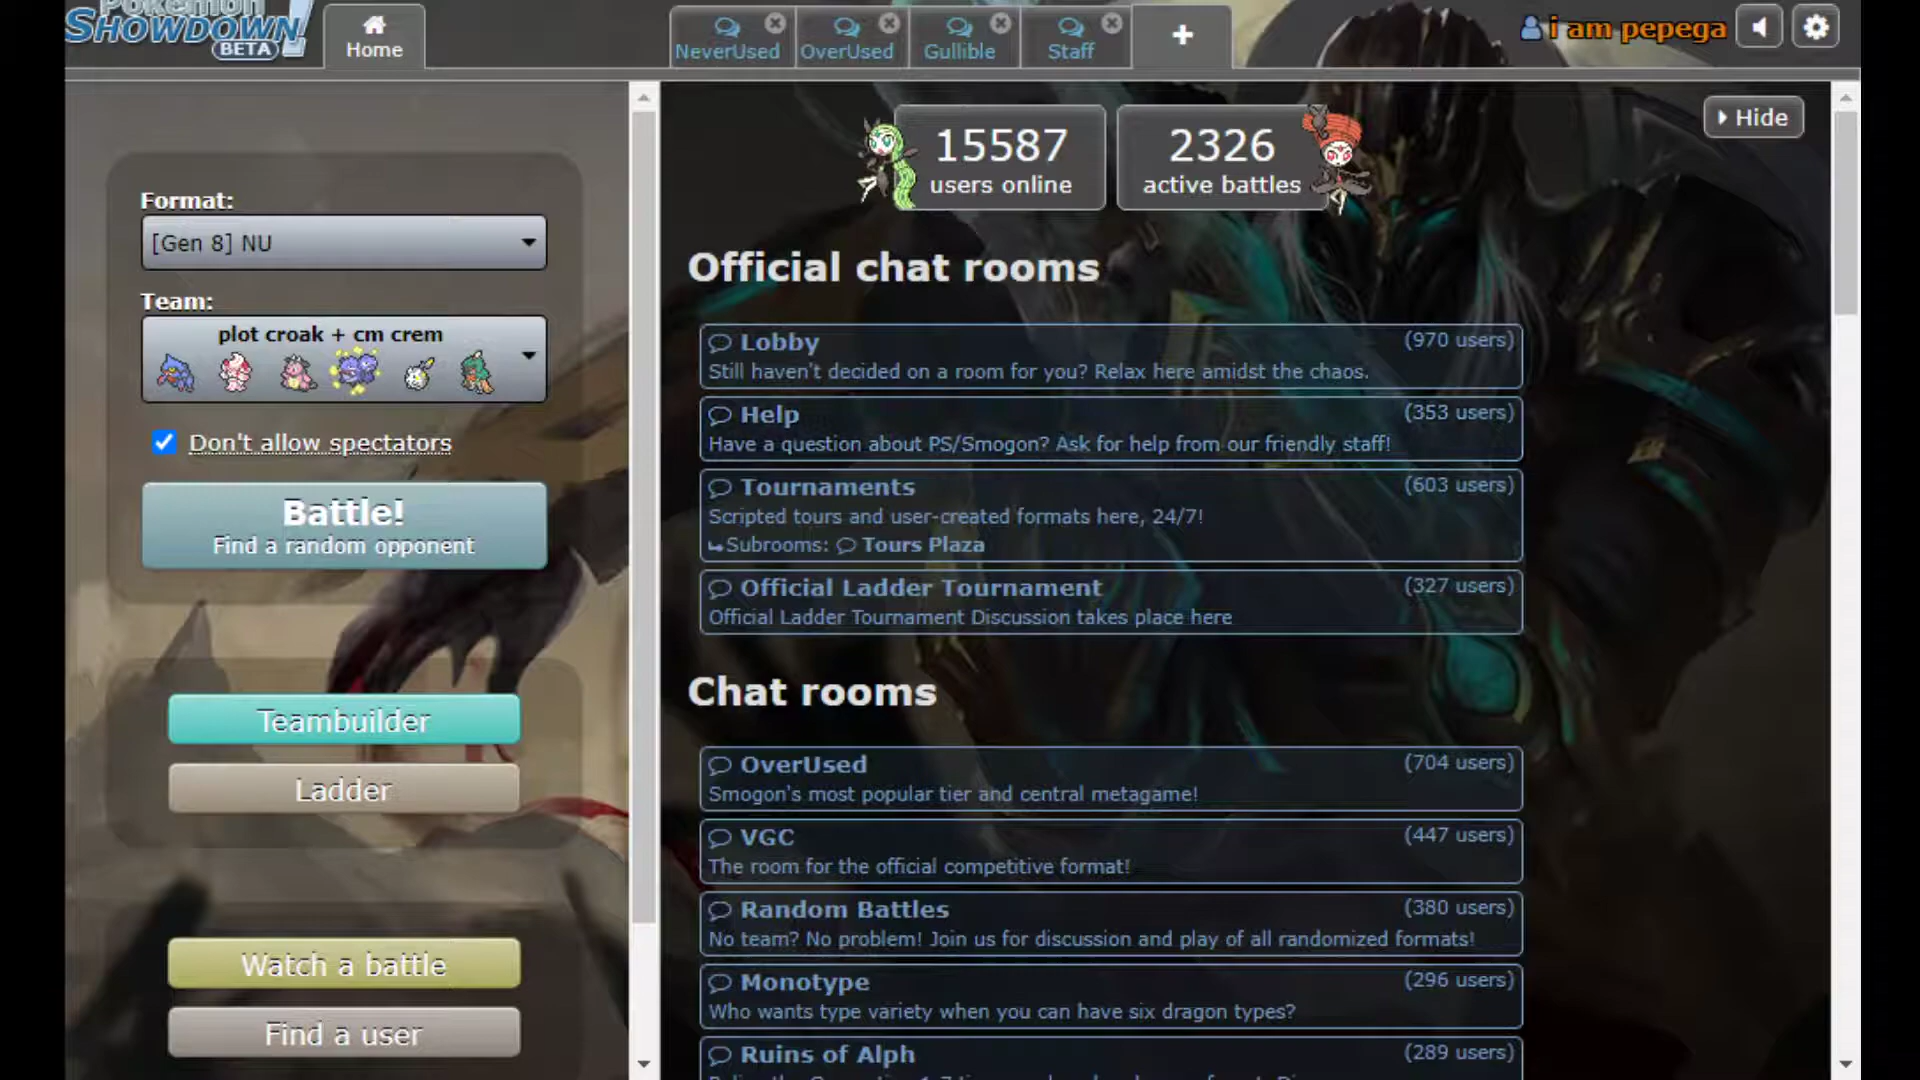 Pokémon
SHOWDOWN!
BETA
Home
NeverUsed
OverUsed
Gullible
Staff
+
i am pepega
Format:
[Gen 8] NU
Team:
plot croak + cm crem
Don't allow spectators
Battle!
Find a random opponent
Teambuilder
Ladder
Watch a battle
Find a user
15587
users online
2326
active battles
Hide
Official chat rooms
Lobby (970 users)
Still haven't decided on a room for you? Relax here amidst the chaos.
Help (353 users)
Have a question about PS/Smogon? Ask for help from our friendly staff!
Tournaments (603 users)
Scripted tours and user-created formats here, 24/7!
Subrooms: Tours Plaza
Official Ladder Tournament (327 users)
Official Ladder Tournament Discussion takes place here
Chat rooms
OverUsed (704 users)
Smogon's most popular tier and central metagame!
VGC (447 users)
The room for the official competitive format!
Random Battles (380 users)
No team? No problem! Join us for discussion and play of all randomized formats!
Monotype (296 users)
Who wants type variety when you can have six dragon types?
Ruins of Alph (289 users)